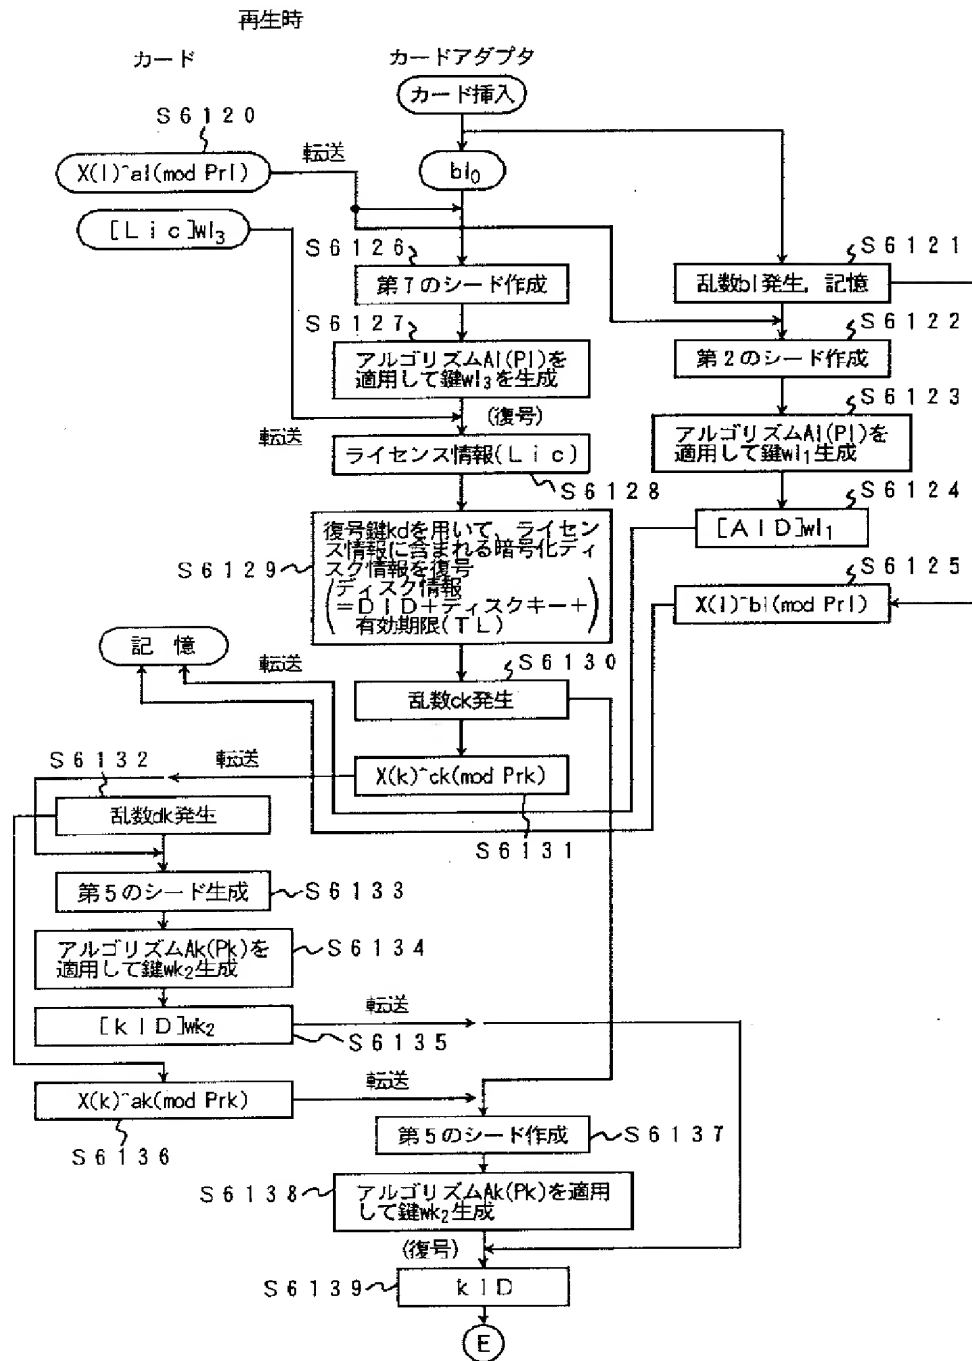 再生時
カード
カードアダプタ
カード挿入
S6120
X(l)^al(mod Prl)
転送
bl0
[Lic]wl3
S6126
第7のシード作成
S6121
乱数bl発生，記憶
S6127
アルゴリズムAl(Pl)を
適用して鍵wl3を生成
S6122
第2のシード作成
(復号)
転送
S6123
アルゴリズムAl(Pl)を
適用して鍵wl1生成
ライセンス情報(Lic)
S6128
S6124
[AID]wl1
S6129
復号鍵kdを用いて、ライセン
ス情報に含まれる暗号化ディ
スク情報を復号
(ディスク情報
=DID+ディスクキー+
有効期限(TL))
S6125
X(l)^bl(mod Prl)
記憶
転送
S6130
乱数ck発生
S6132
転送
X(k)^ck(mod Prk)
S6131
乱数dk発生
第5のシード生成
S6133
アルゴリズムAk(Pk)を
適用して鍵wk2生成
S6134
[kID]wk2
転送
S6135
X(k)^ak(mod Prk)
転送
S6136
第5のシード作成
S6137
S6138
アルゴリズムAk(Pk)を適用
して鍵wk2生成
(復号)
S6139
kID
E